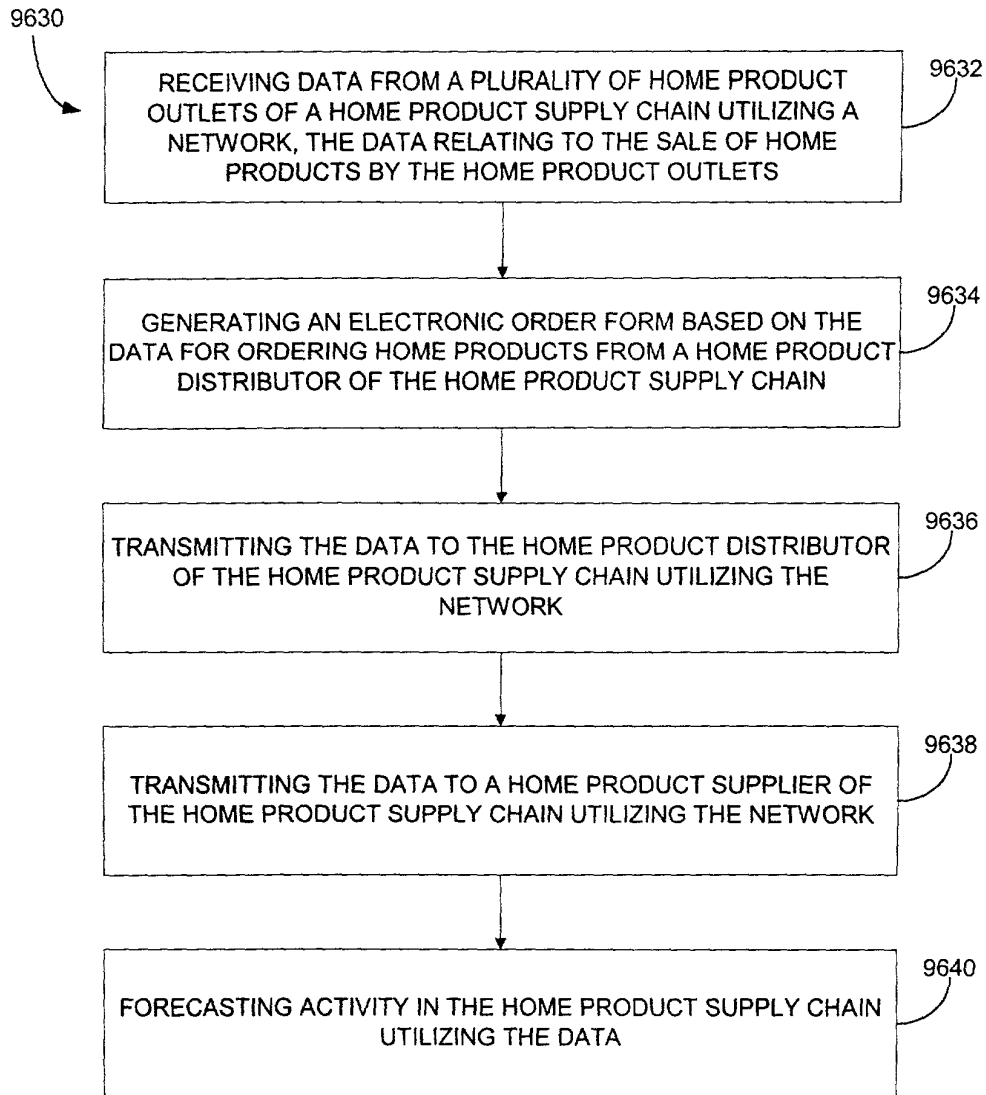 9630
RECEIVING DATA FROM A PLURALITY OF HOME PRODUCT
OUTLETS OF A HOME PRODUCT SUPPLY CHAIN UTILIZING A
NETWORK, THE DATA RELATING TO THE SALE OF HOME
PRODUCTS BY THE HOME PRODUCT OUTLETS
9632
GENERATING AN ELECTRONIC ORDER FORM BASED ON THE
DATA FOR ORDERING HOME PRODUCTS FROM A HOME PRODUCT
DISTRIBUTOR OF THE HOME PRODUCT SUPPLY CHAIN
9634
TRANSMITTING THE DATA TO THE HOME PRODUCT DISTRIBUTOR
OF THE HOME PRODUCT SUPPLY CHAIN UTILIZING THE
NETWORK
9636
TRANSMITTING THE DATA TO A HOME PRODUCT SUPPLIER OF
THE HOME PRODUCT SUPPLY CHAIN UTILIZING THE NETWORK
9638
FORECASTING ACTIVITY IN THE HOME PRODUCT SUPPLY CHAIN
UTILIZING THE DATA
9640